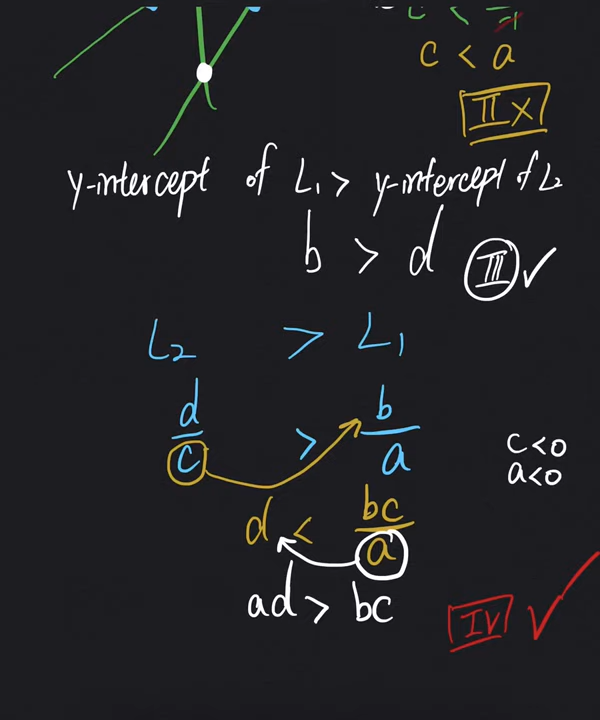 c < a
II X
y-intercept of L₁ > y-intercept of L₂
b > d III ✓
L₂ > L₁
d/c > b/a
c<0
a<0
d < bc/a
ad > bc
IV ✓